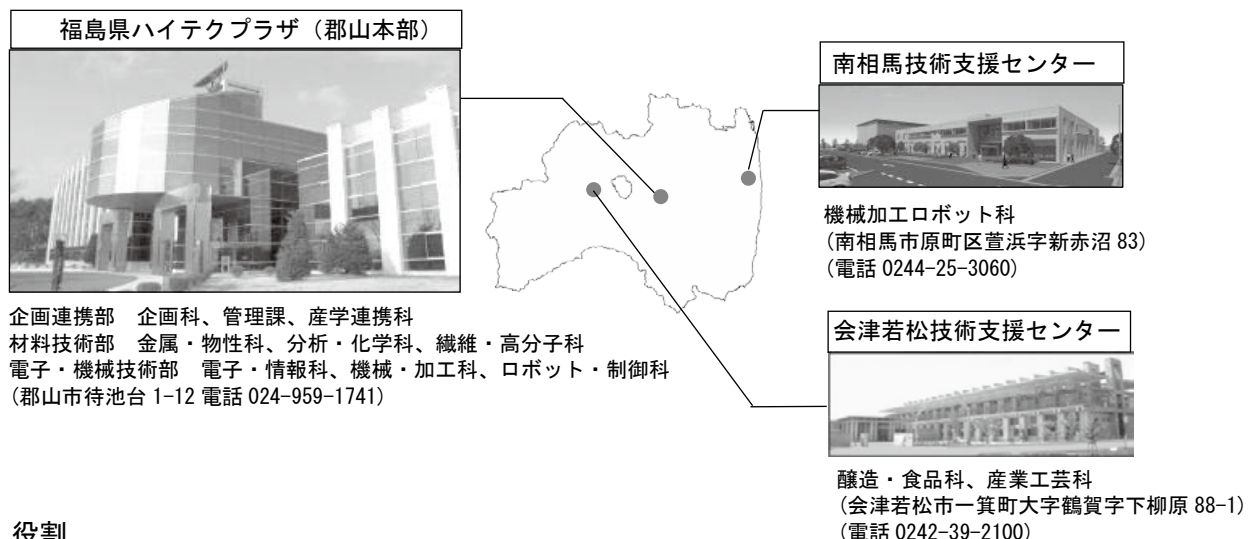 福島県ハイテクプラザ（郡山本部）
企画連携部　企画科、管理課、産学連携科
材料技術部　金属・物性科、分析・化学科、繊維・高分子科
電子・機械技術部　電子・情報科、機械・加工科、ロボット・制御科
(郡山市待池台 1-12 電話 024-959-1741)
南相馬技術支援センター
機械加工ロボット科
(南相馬市原町区萱浜字新赤沼 83)
(電話 0244-25-3060)
会津若松技術支援センター
醸造・食品科、産業工芸科
(会津若松市一箕町大字鶴賀字下柳原 88-1)
(電話 0242-39-2100)
役割